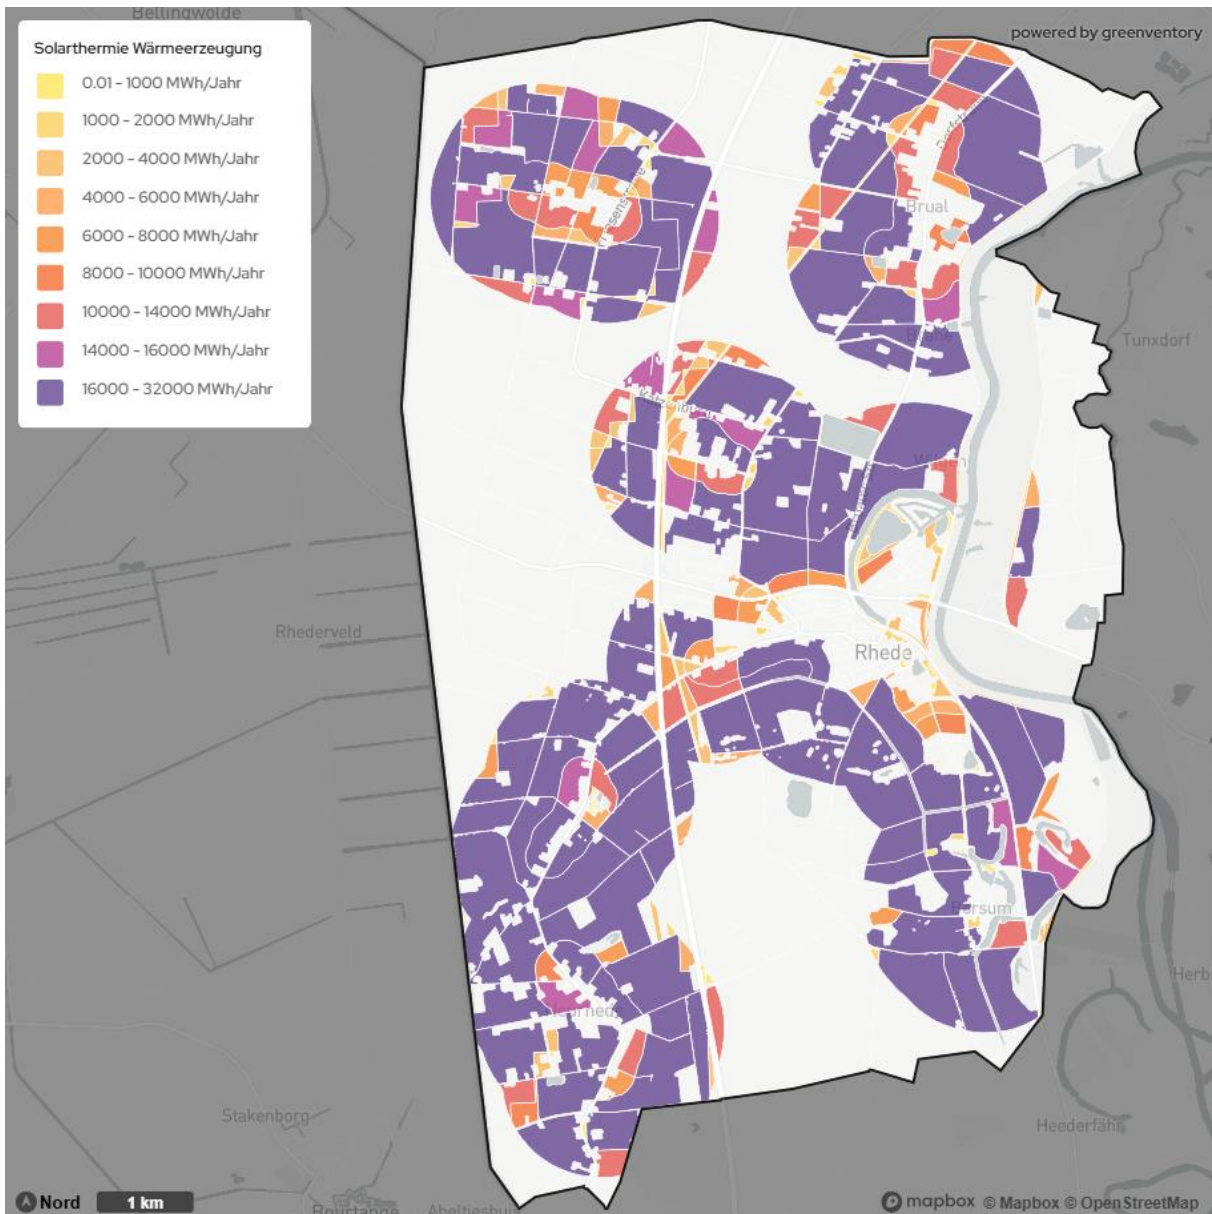 Bellingwolde
Solarthermie Wärmeerzeugung
0.01 - 1000 MWh/Jahr
1000 - 2000 MWh/Jahr
2000 - 4000 MWh/Jahr
4000 - 6000 MWh/Jahr
6000 - 8000 MWh/Jahr
8000 - 10000 MWh/Jahr
10000 - 14000 MWh/Jahr
14000 - 16000 MWh/Jahr
16000 - 32000 MWh/Jahr
powered by greenventory
Brual
Tunxdorf
Rhederveld
Rhede
Borsum
Stakenborg
Nord
1 km
mapbox © Mapbox © OpenStreetMap